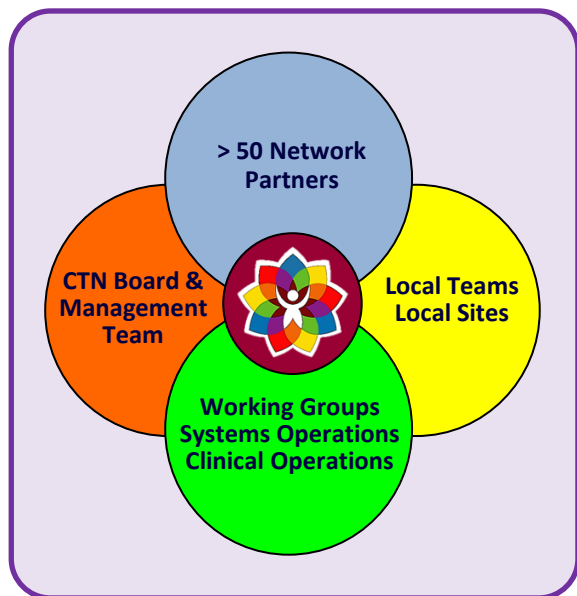 > 50 Network
Partners
CTN Board &
Management
Team
Local Teams
Local Sites
Working Groups
Systems Operations
Clinical Operations